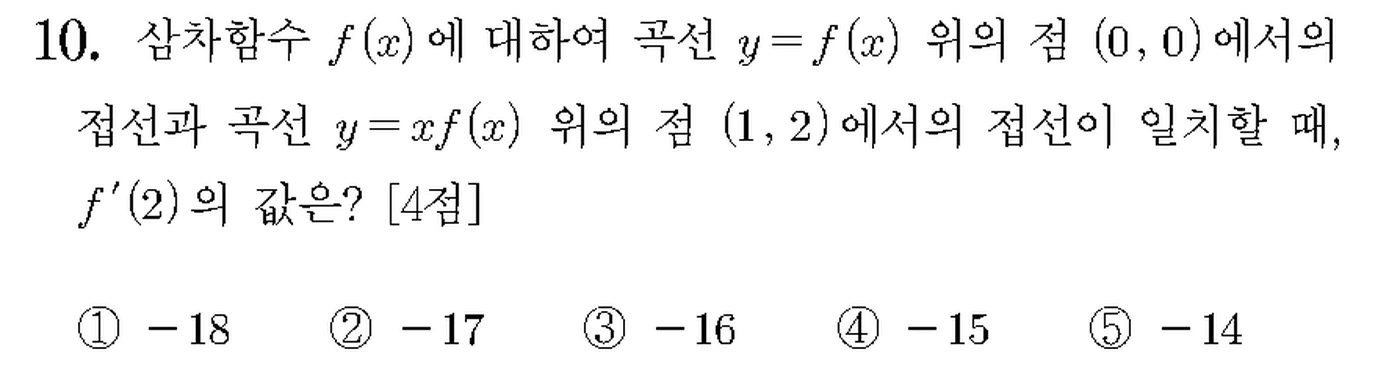 10. 삼차함수 f(x)에 대하여 곡선 y=f(x) 위의 점 (0, 0)에서의
접선과 곡선 y=xf(x) 위의 점 (1, 2)에서의 접선이 일치할 때,
f′(2)의 값은? [4점]
① −18 ② −17 ③ −16 ④ −15 ⑤ −14